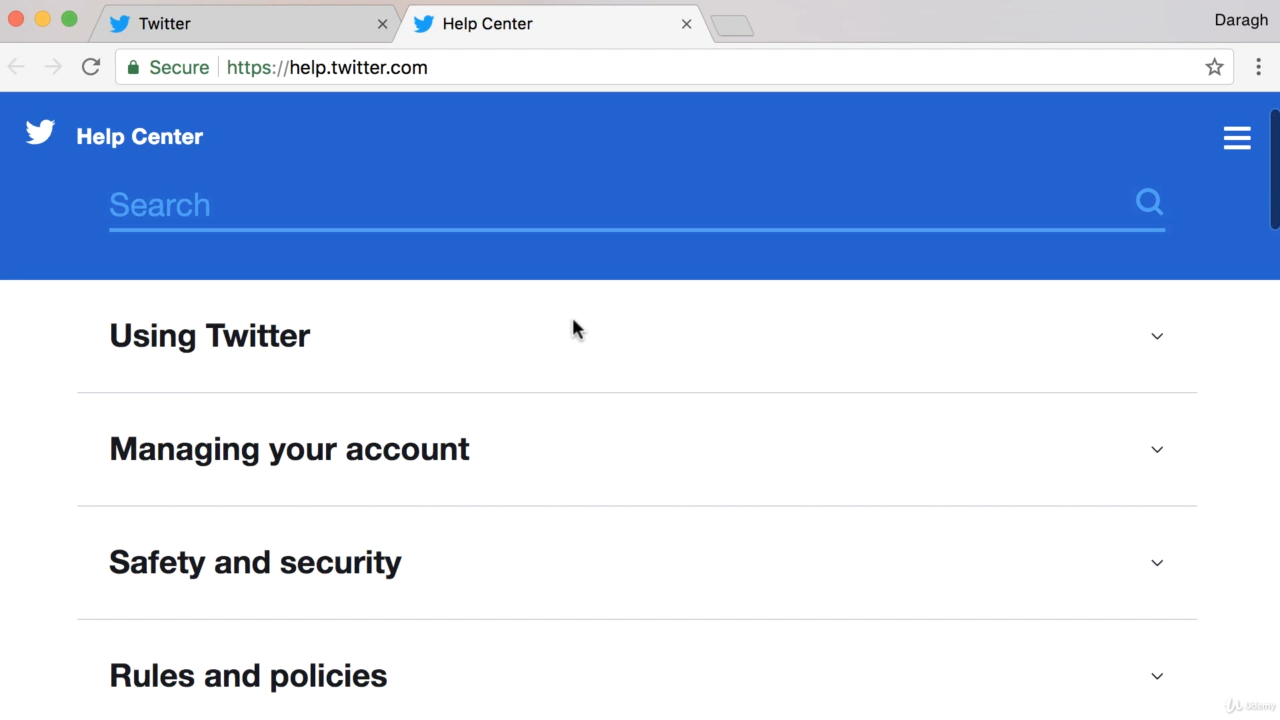 Twitter
Help Center
Daragh
Secure
https://help.twitter.com
Help Center
Search
Using Twitter
Managing your account
Safety and security
Rules and policies
Udemy